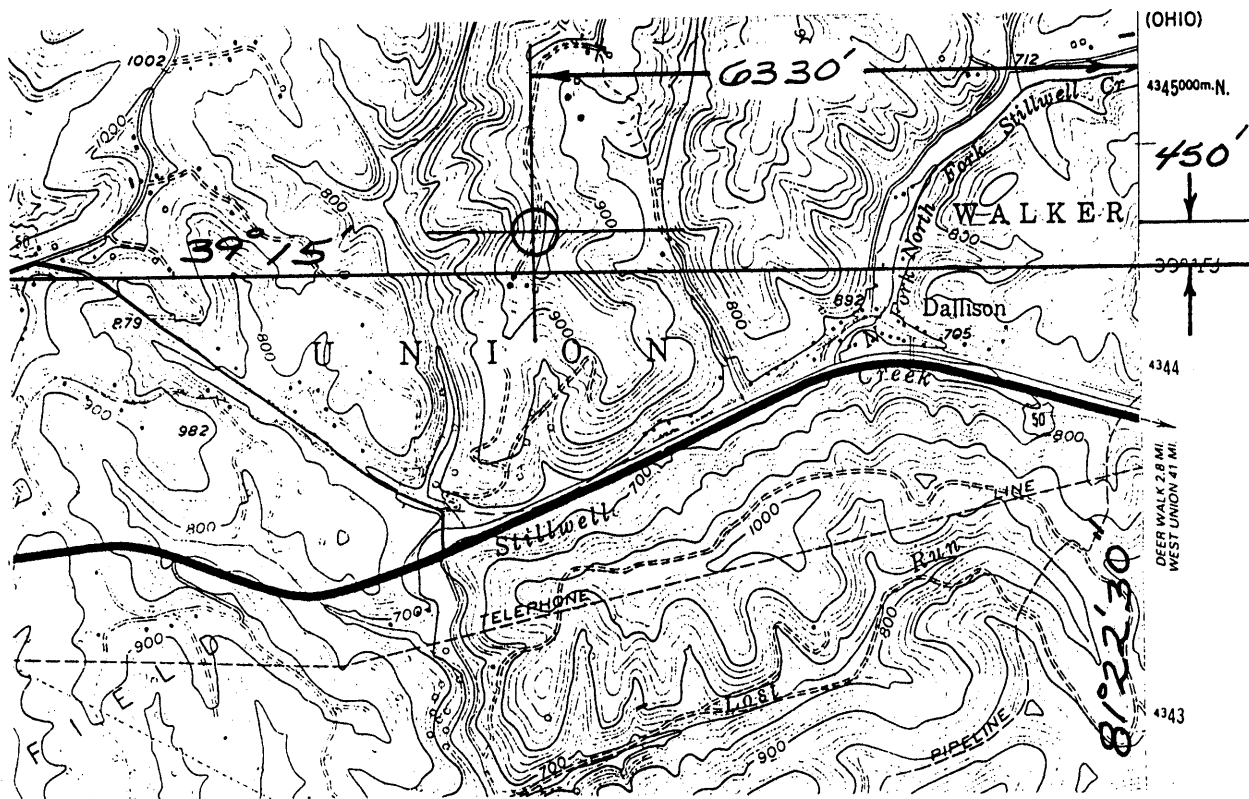 (OHIO)
1002
6330'
712
4345000m.N.
1000
North Fork Stillwell Cr
450'
800
900
WALKER
800
50
39° 15
39°15'
892
Dallison
705
879
800
900
800
UNION
4344
Creek
50
800
900
982
700
LINE
DEER WALK 2.8 MI.
WEST UNION 41 MI.
800
Stillwell
1000
Run
81°22'30
TELEPHONE
700
800
900
FIELD
Lost
4343
PIPELINE
700
900